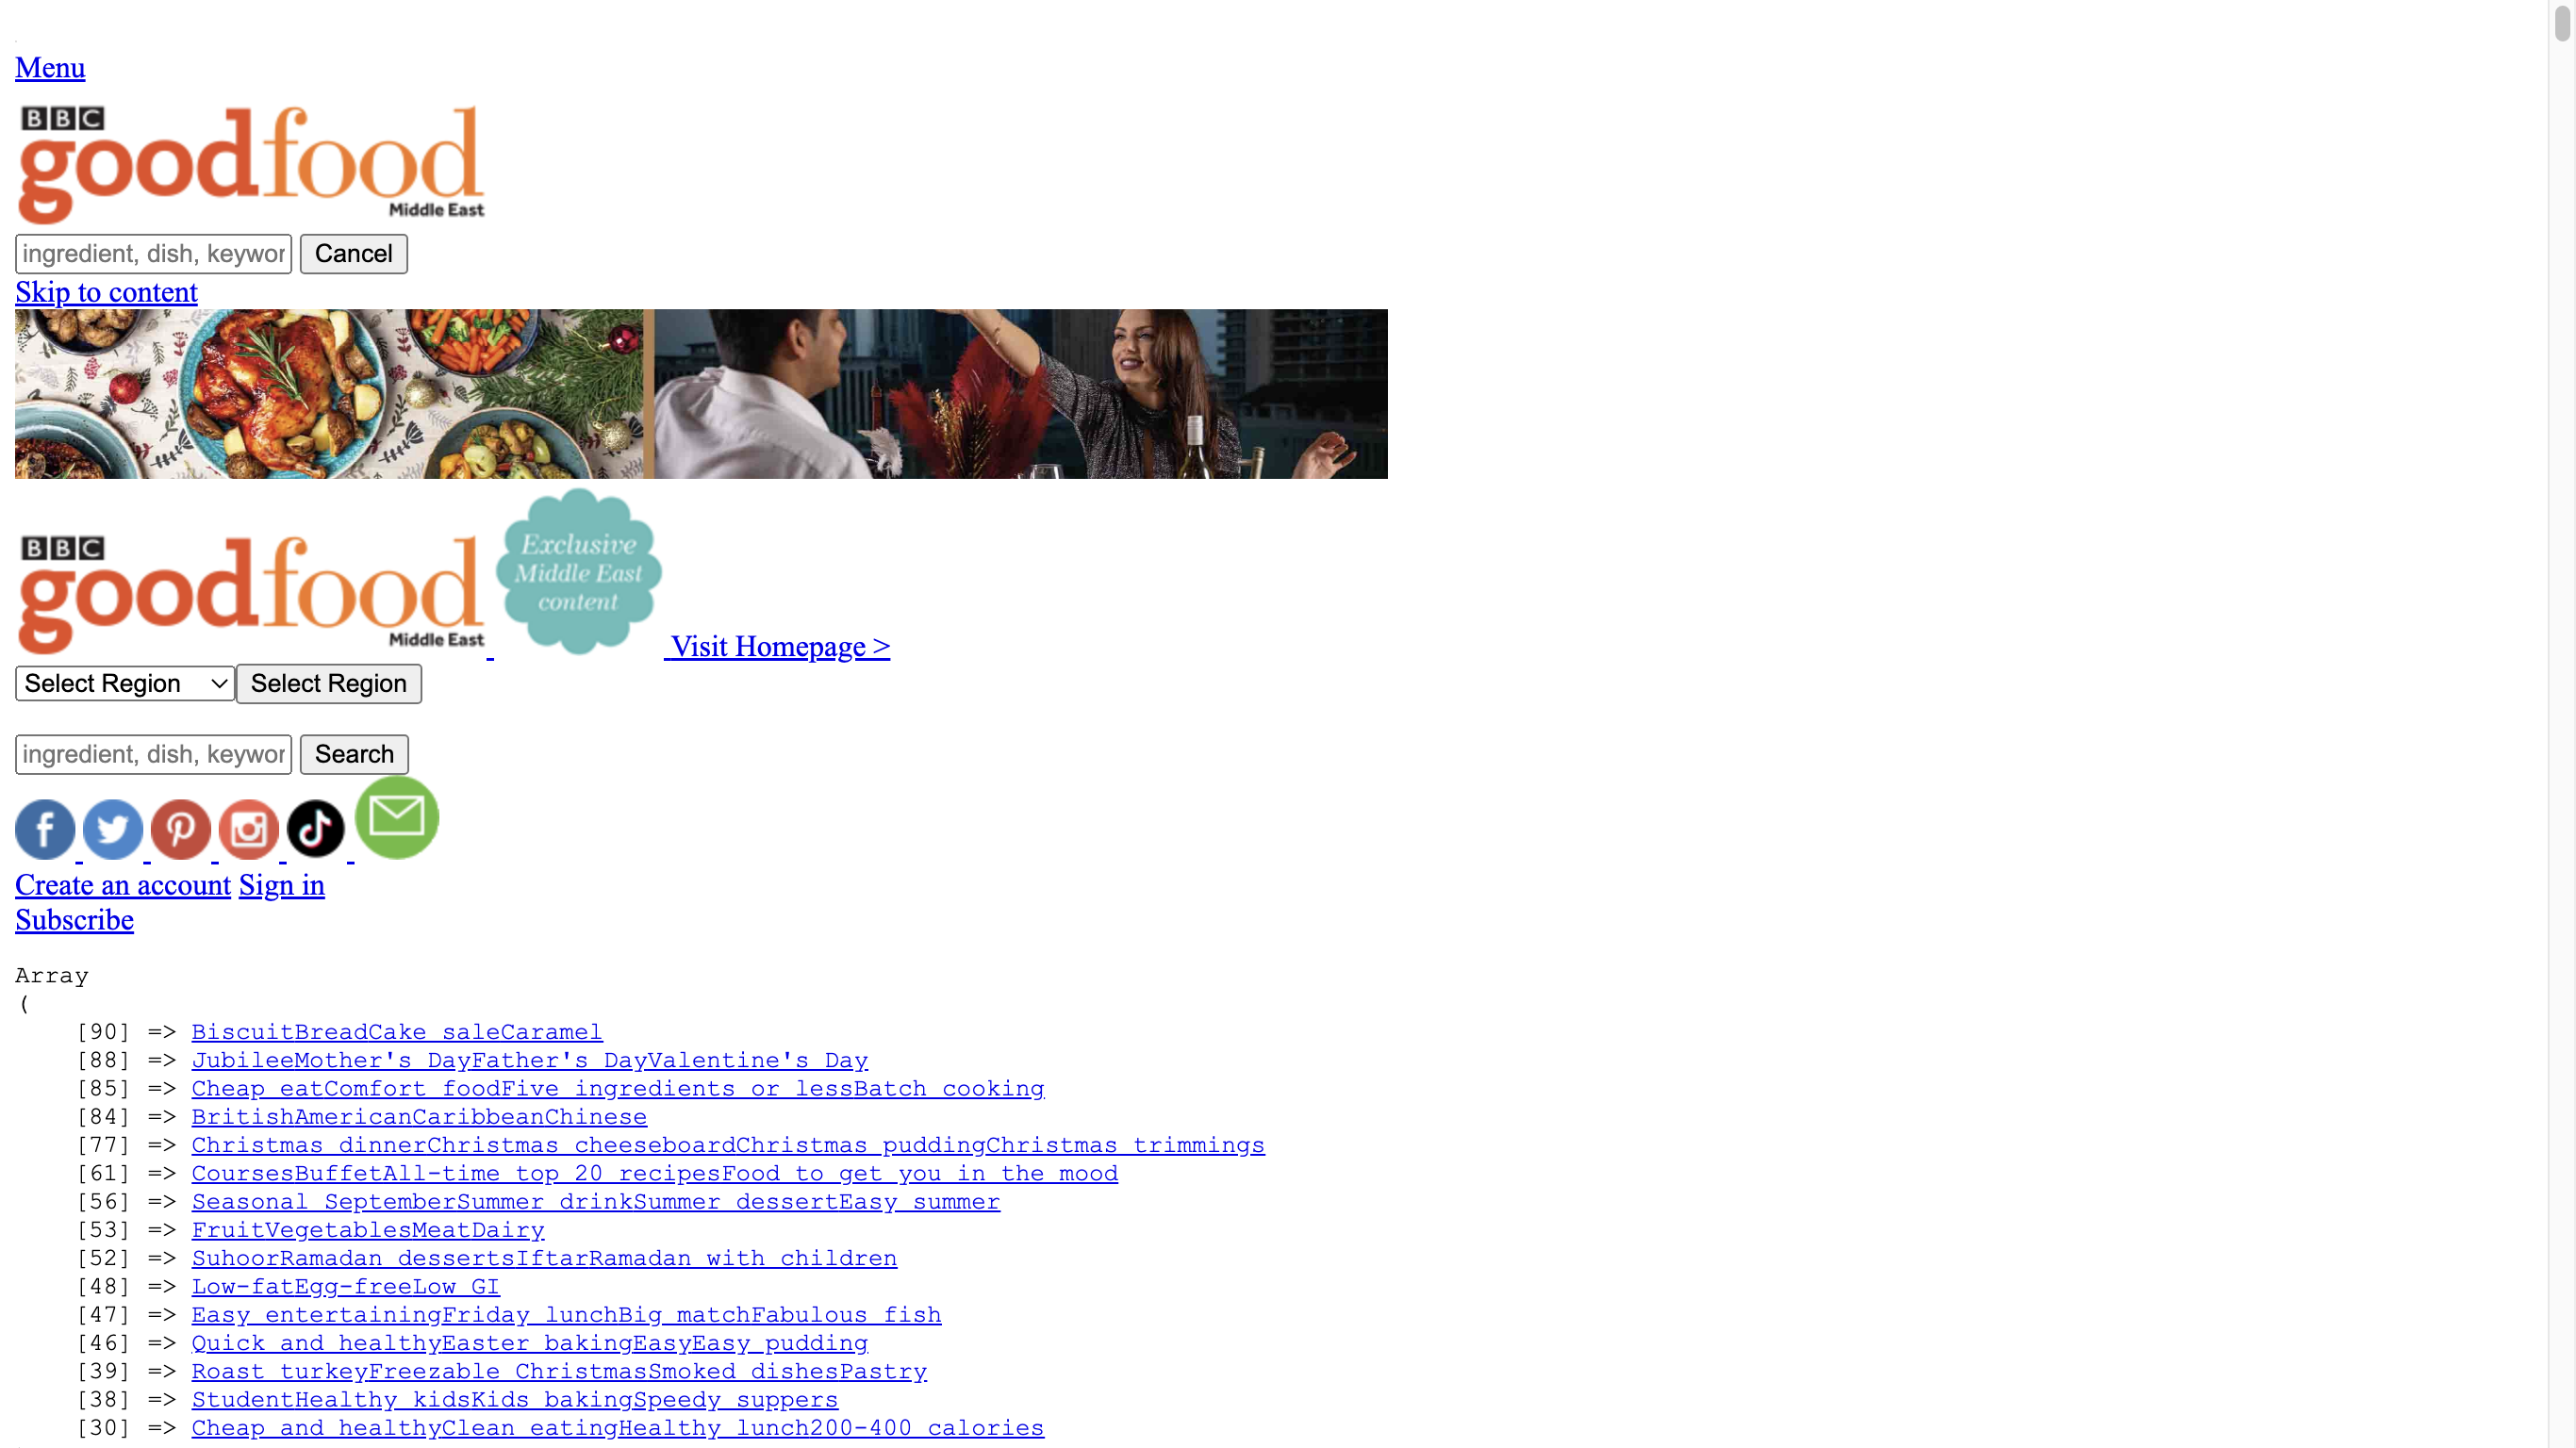 Menu
BBC
goodfood
Middle East
ingredient, dish, keywor Cancel
Skip to content
BBC
goodfood
Middle East
Exclusive
Middle East
content
Visit Homepage >
Select Region Select Region
ingredient, dish, keywor Search
Create an account Sign in
Subscribe
Array
(
[90] => BiscuitBreadCake saleCaramel
[88] => JubileeMother's DayFather's DayValentine's Day
[85] => Cheap eatComfort foodFive ingredients or lessBatch cooking
[84] => BritishAmericanCaribbeanChinese
[77] => Christmas dinnerChristmas cheeseboardChristmas puddingChristmas trimmings
[61] => CoursesBuffetAll-time top 20 recipesFood to get you in the mood
[56] => Seasonal SeptemberSummer drinkSummer dessertEasy summer
[53] => FruitVegetablesMeatDairy
[52] => SuhoorRamadan dessertsIftarRamadan with children
[48] => Low-fatEgg-freeLow GI
[47] => Easy entertainingFriday lunchBig matchFabulous fish
[46] => Quick and healthyEaster bakingEasyEasy pudding
[39] => Roast turkeyFreezable ChristmasSmoked dishesPastry
[38] => StudentHealthy kidsKids bakingSpeedy suppers
[30] => Cheap and healthyClean eatingHealthy lunch200-400 calories